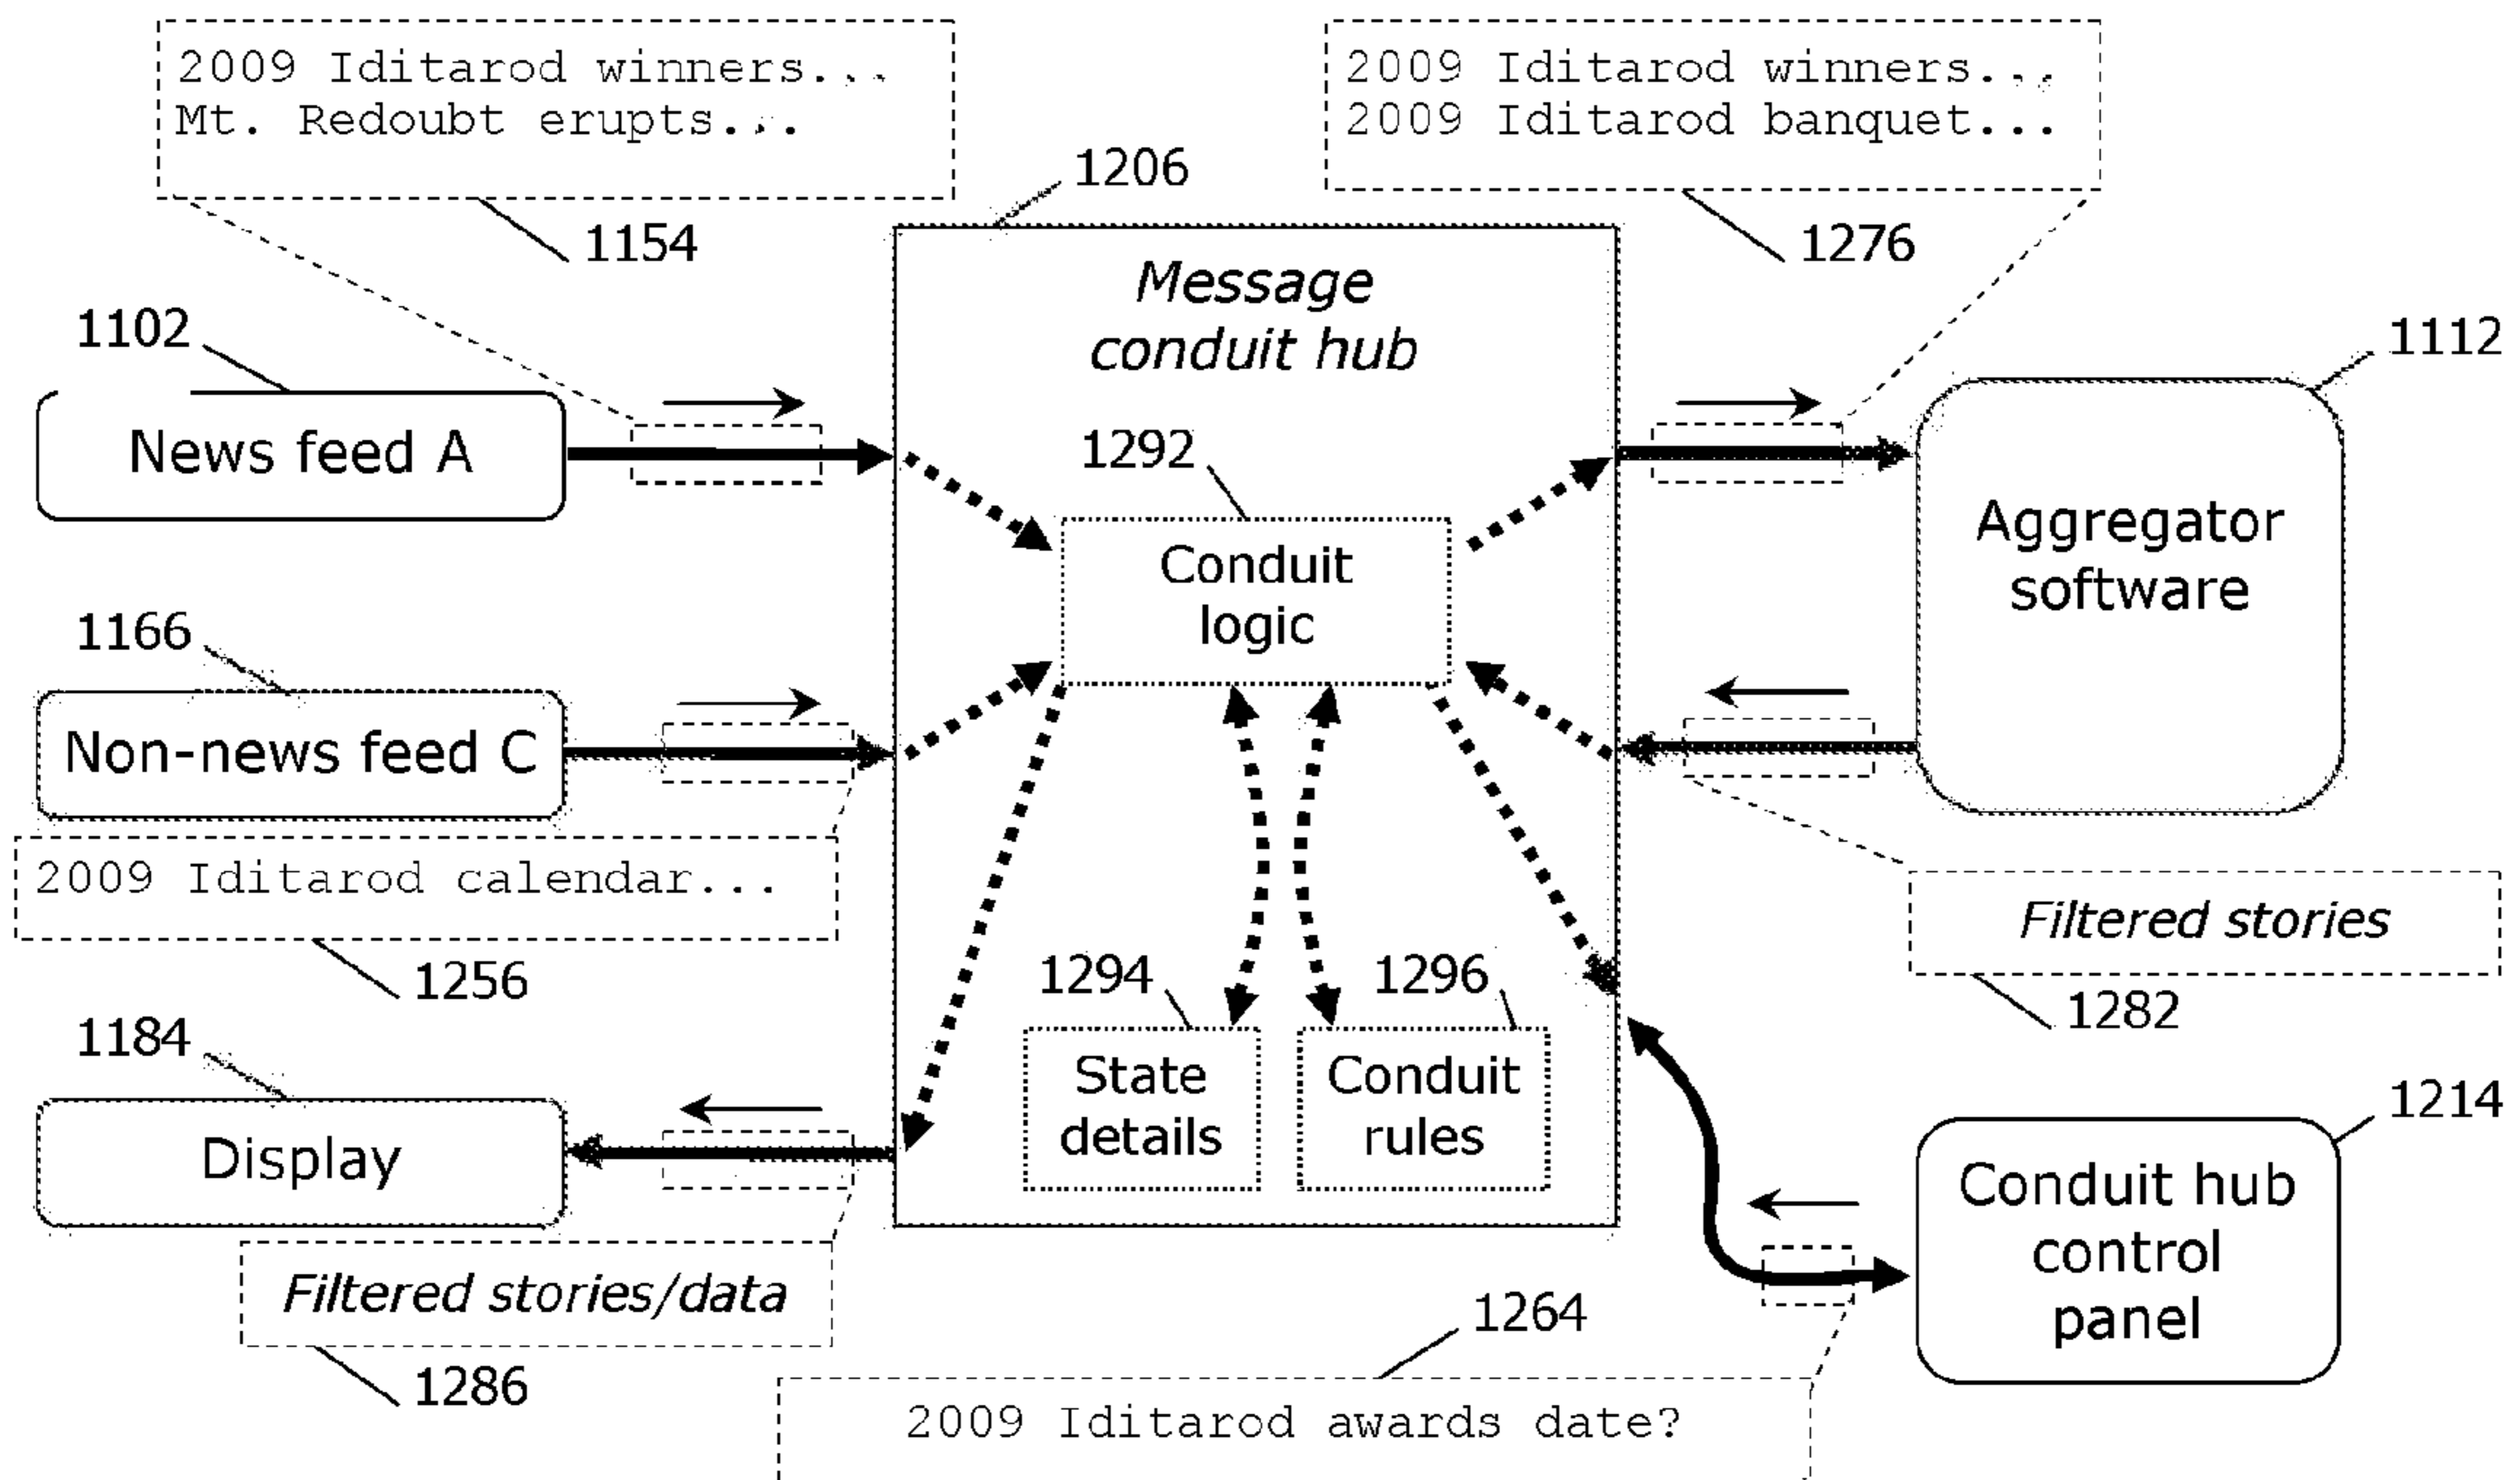 2009 Iditarod winners...
Mt. Redoubt erupts...
1154
2009 Iditarod winners...
2009 Iditarod banquet...
1276
1206
Message
conduit hub
1102
News feed A
1292
Conduit
logic
1112
Aggregator
software
1166
Non-news feed C
2009 Iditarod calendar...
1256
Filtered stories
1282
1294
State
details
1296
Conduit
rules
1184
Display
Filtered stories/data
1286
1214
Conduit hub
control
panel
1264
2009 Iditarod awards date?